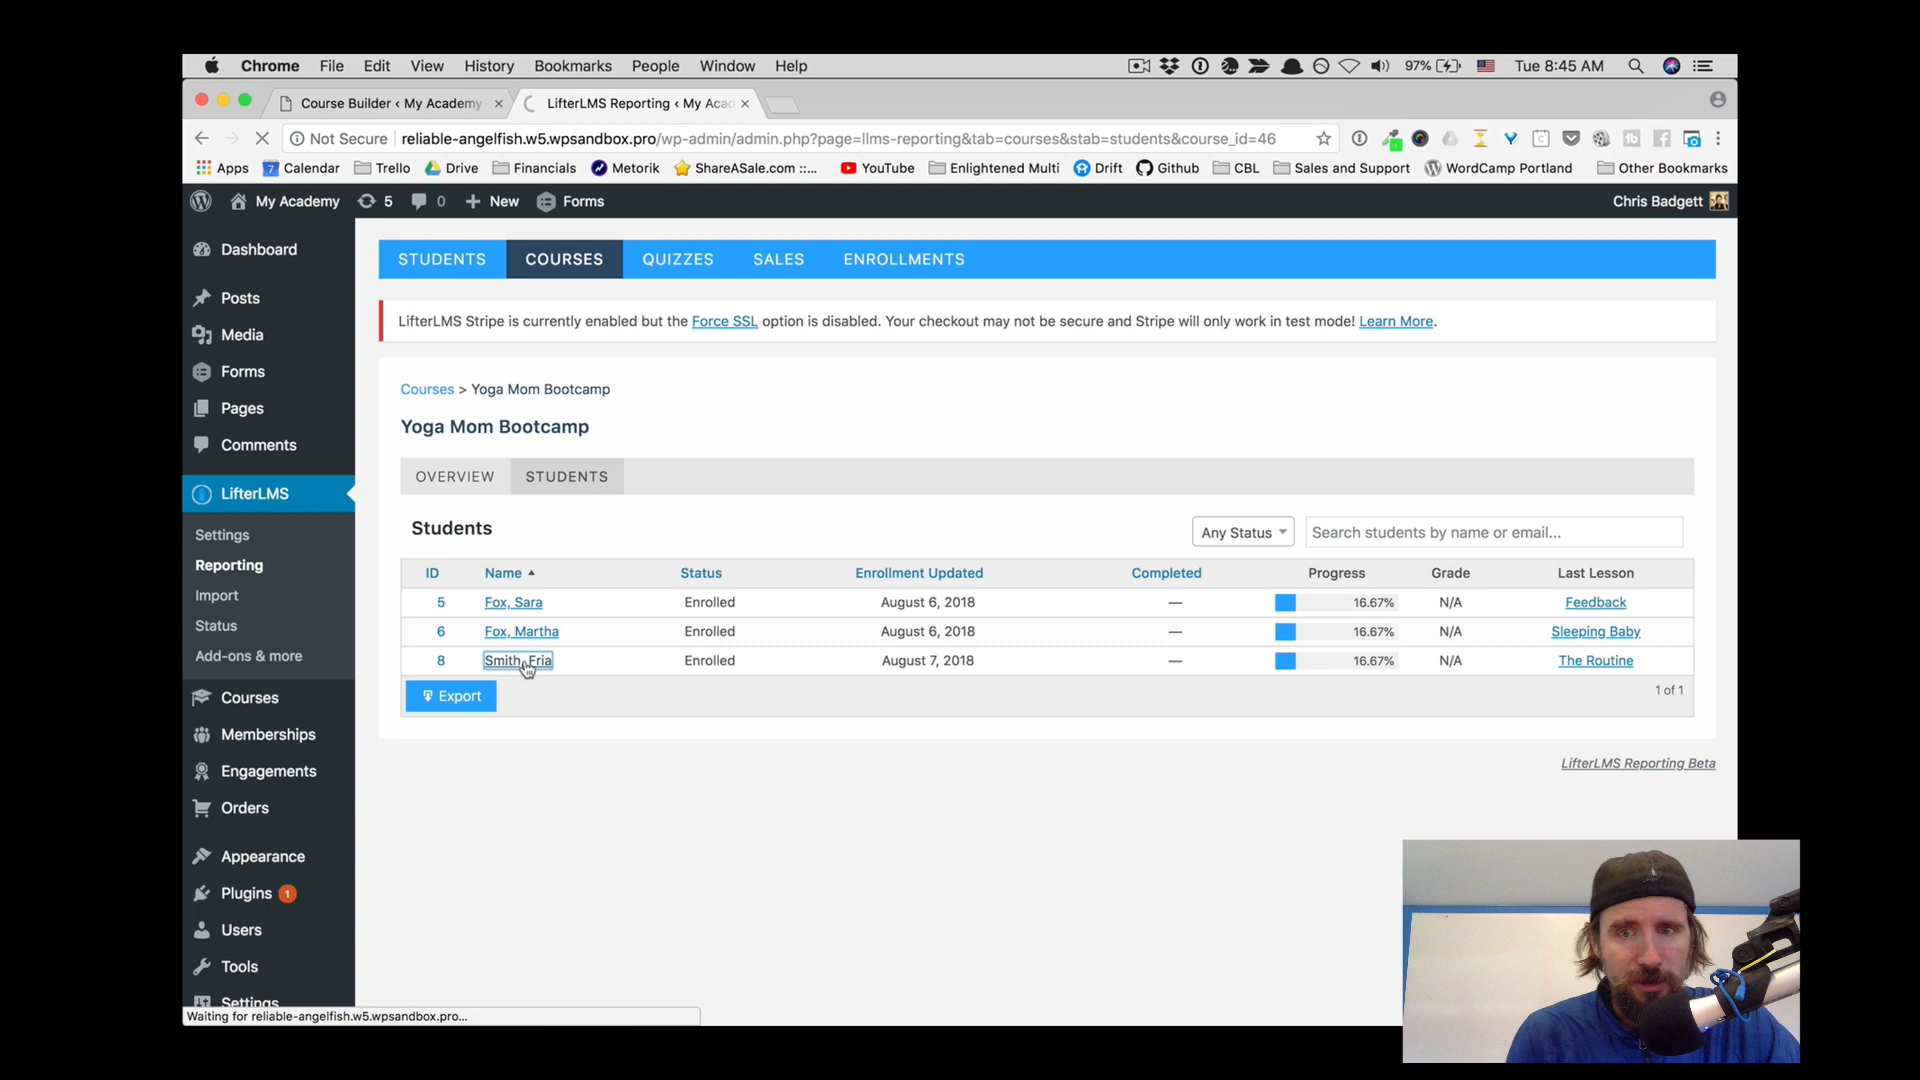 Chrome File Edit View History Bookmarks People Window Help 97% Tue 8:45 AM
Course Builder ‹ My Academy LifterLMS Reporting ‹ My Acad
Not Secure reliable-angelfish.w5.wpsandbox.pro/wp-admin/admin.php?page=llms-reporting&tab=courses&stab=students&course_id=46
Apps Calendar Trello Drive Financials Metorik ShareASale.com ::... YouTube Enlightened Multi Drift Github CBL Sales and Support WordCamp Portland Other Bookmarks
My Academy 5 0 New Forms Chris Badgett
Dashboard
Posts
Media
Forms
Pages
Comments
LifterLMS
Settings
Reporting
Import
Status
Add-ons & more
Courses
Memberships
Engagements
Orders
Appearance
Plugins 1
Users
Tools
Settings
STUDENTS COURSES QUIZZES SALES ENROLLMENTS
LifterLMS Stripe is currently enabled but the Force SSL option is disabled. Your checkout may not be secure and Stripe will only work in test mode! Learn More.
Courses > Yoga Mom Bootcamp
Yoga Mom Bootcamp
OVERVIEW STUDENTS
Students Any Status Search students by name or email...
ID Name Status Enrollment Updated Completed Progress Grade Last Lesson
5 Fox, Sara Enrolled August 6, 2018 — 16.67% N/A Feedback
6 Fox, Martha Enrolled August 6, 2018 — 16.67% N/A Sleeping Baby
8 Smith, Fria Enrolled August 7, 2018 — 16.67% N/A The Routine
Export 1 of 1
LifterLMS Reporting Beta
Waiting for reliable-angelfish.w5.wpsandbox.pro...